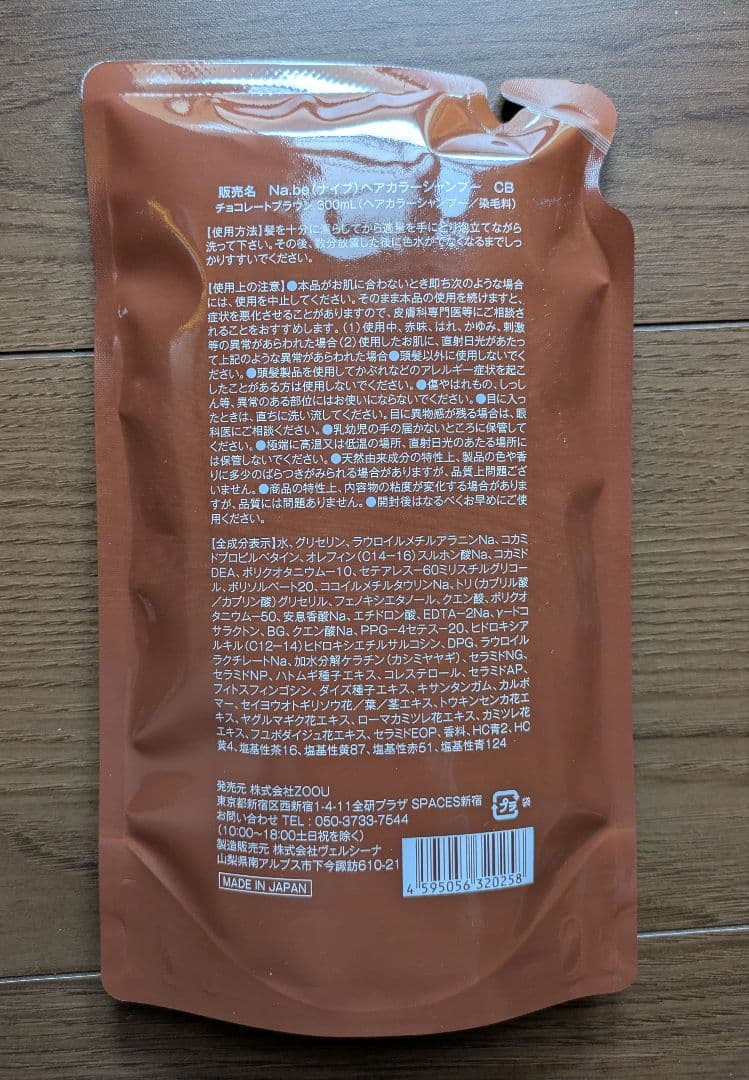 販売名 Na.be(ナイブ)ヘアカラーシャンプー CB
チョコレートブラウン 300mL(ヘアカラーシャンプー/染毛料)
【使用方法】髪を十分に濡らしてから適量を手にとり泡立てながら
洗って下さい。その後、数分放置した後に色水がでなくなるまでしっ
かりすすいでください。
【使用上の注意】●本品がお肌に合わないとき即ち次のような場合
には、使用を中止してください。そのまま本品の使用を続けますと、
症状を悪化させることがありますので、皮膚科専門医等にご相談さ
れることをおすすめします。(1)使用中、赤味、はれ、かゆみ、刺激
等の異常があらわれた場合(2)使用したお肌に、直射日光があたっ
て上記のような異常があらわれた場合●頭髪以外に使用しないでく
ださい。●頭髪製品を使用してかぶれなどのアレルギー症状を起こ
したことがある方は使用しないでください。●傷やはれもの、しっし
ん等、異常のある部位にはお使いにならないでください。●目に入っ
たときは、直ちに洗い流してください。目に異物感が残る場合は、眼
科医にご相談ください。●乳幼児の手の届かないところに保管して
ください。●極端に高温又は低温の場所、直射日光のあたる場所に
は保管しないでください。●天然由来成分の特性上、製品の色や香
りに多少のばらつきがみられる場合がありますが、品質上問題ござ
いません。●商品の特性上、内容物の粘度が変化する場合がありま
すが、品質には問題ありません。●開封後はなるべくお早めにご使
用ください。
【全成分表示】水、グリセリン、ラウロイルメチルアラニンNa、コカミ
ドプロピルベタイン、オレフィン(C14-16)スルホン酸Na、コカミド
DEA、ポリクオタニウム-10、セテアレス-60ミリスチルグリコー
ル、ポリソルベート20、ココイルメチルタウリンNa、トリ(カプリル酸
/カプリン酸)グリセリル、フェノキシエタノール、クエン酸、ポリクオ
タニウム-50、安息香酸Na、エチドロン酸、EDTA-2Na、γ-ドコ
サラクトン、BG、クエン酸Na、PPG-4セテス-20、ヒドロキシア
ルキル(C12-14)ヒドロキシエチルサルコシン、DPG、ラウロイル
ラクチレートNa、加水分解ケラチン(カシミヤヤギ)、セラミドNG、
セラミドNP、ハトムギ種子エキス、コレステロール、セラミドAP、
フィトスフィンゴシン、ダイズ種子エキス、キサンタンガム、カルボ
マー、セイヨウオトギリソウ花/葉/茎エキス、トウキンセンカ花エ
キス、ヤグルマギク花エキス、ローマカミツレ花エキス、カミツレ花
エキス、フユボダイジュ花エキス、セラミドEOP、香料、HC青2、HC
黄4、塩基性茶16、塩基性黄87、塩基性赤51、塩基性青124
発売元 株式会社ZOOU
東京都新宿区西新宿1-4-11全研プラザ SPACES新宿
お問い合わせ TEL:050-3733-7544
(10:00~18:00土日祝を除く)
製造販売元 株式会社ヴェルシーナ
山梨県南アルプス市下今諏訪610-21
プラ 袋
MADE IN JAPAN
4 595056 320258